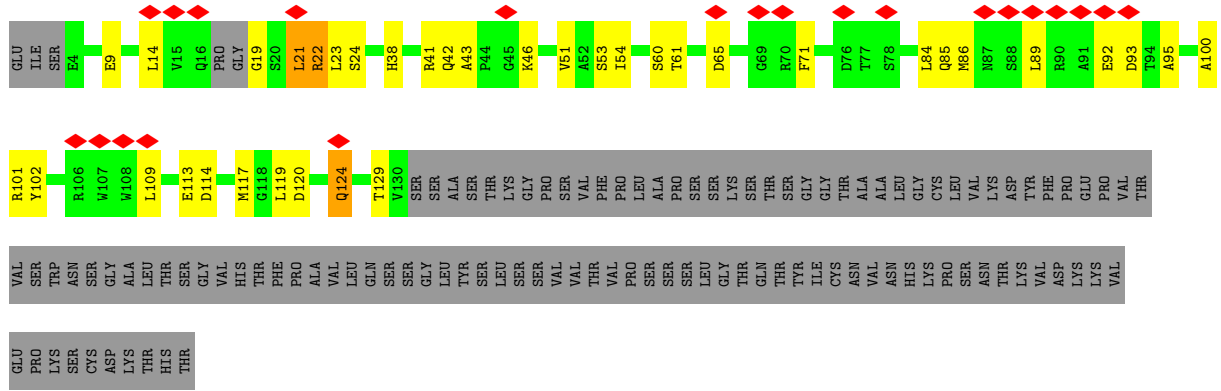 GLU ILE SER E4 E9 L14 V15 Q16 PRO GLY G19 S20 L21 R22 L23 S24 H38 R41 Q42 A43 P44 G45 K46 V51 A52 S53 I54 S60 T61 D65 G69 R70 F71 D76 T77 S78 L84 Q85 M86 N87 S88 L89 R90 A91 E92 D93 T94 A95 A100
R101 Y102 R106 W107 W108 L109 E113 D114 M117 G118 L119 D120 Q124 T129 V130 SER SER ALA SER THR LYS GLY PRO SER VAL PHE PRO LEU ALA PRO SER SER LYS SER THR SER GLY GLY THR ALA ALA LEU GLY CYS LEU VAL LYS ASP TYR PHE PRO GLU PRO VAL THR
VAL SER TRP ASN SER GLY ALA LEU THR SER GLY VAL HIS THR PHE PRO ALA VAL LEU GLN SER SER GLY LEU TYR SER LEU SER SER VAL VAL THR VAL PRO SER SER SER LEU GLY THR GLN THR TYR ILE CYS ASN VAL ASN HIS LYS PRO SER ASN THR LYS VAL ASP LYS LYS VAL
GLU PRO LYS SER CYS ASP LYS THR HIS THR